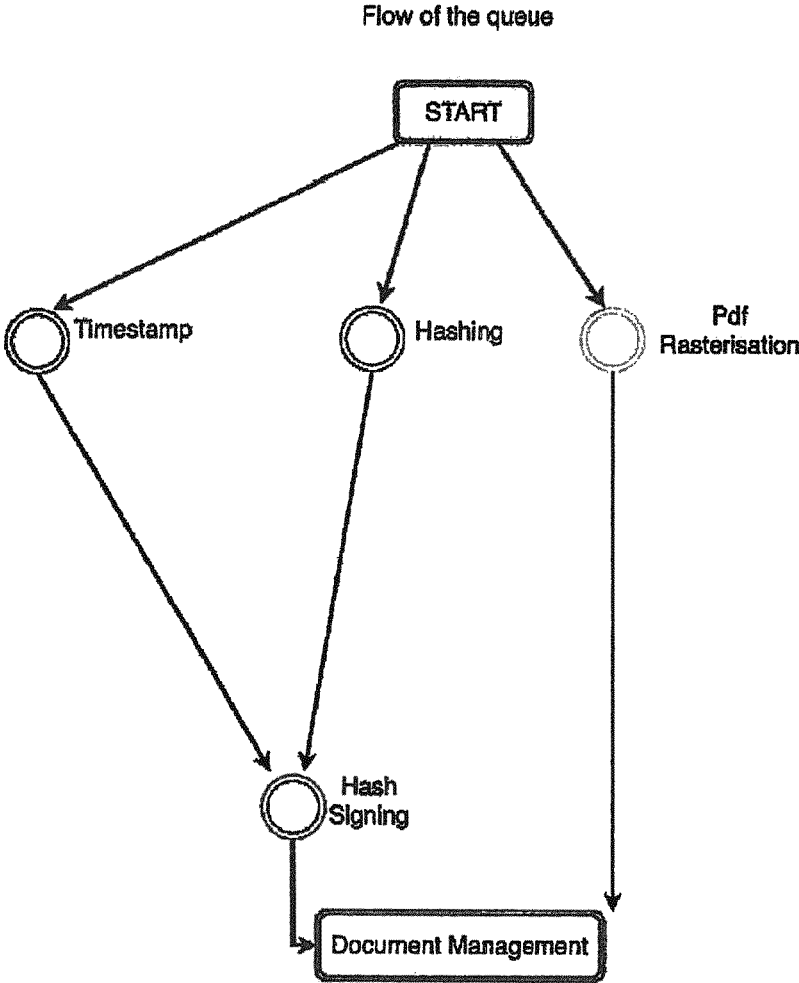 Flow of the queue
START
Timestamp
Hashing
Pdf
Rasterisation
Hash
Signing
Document Management